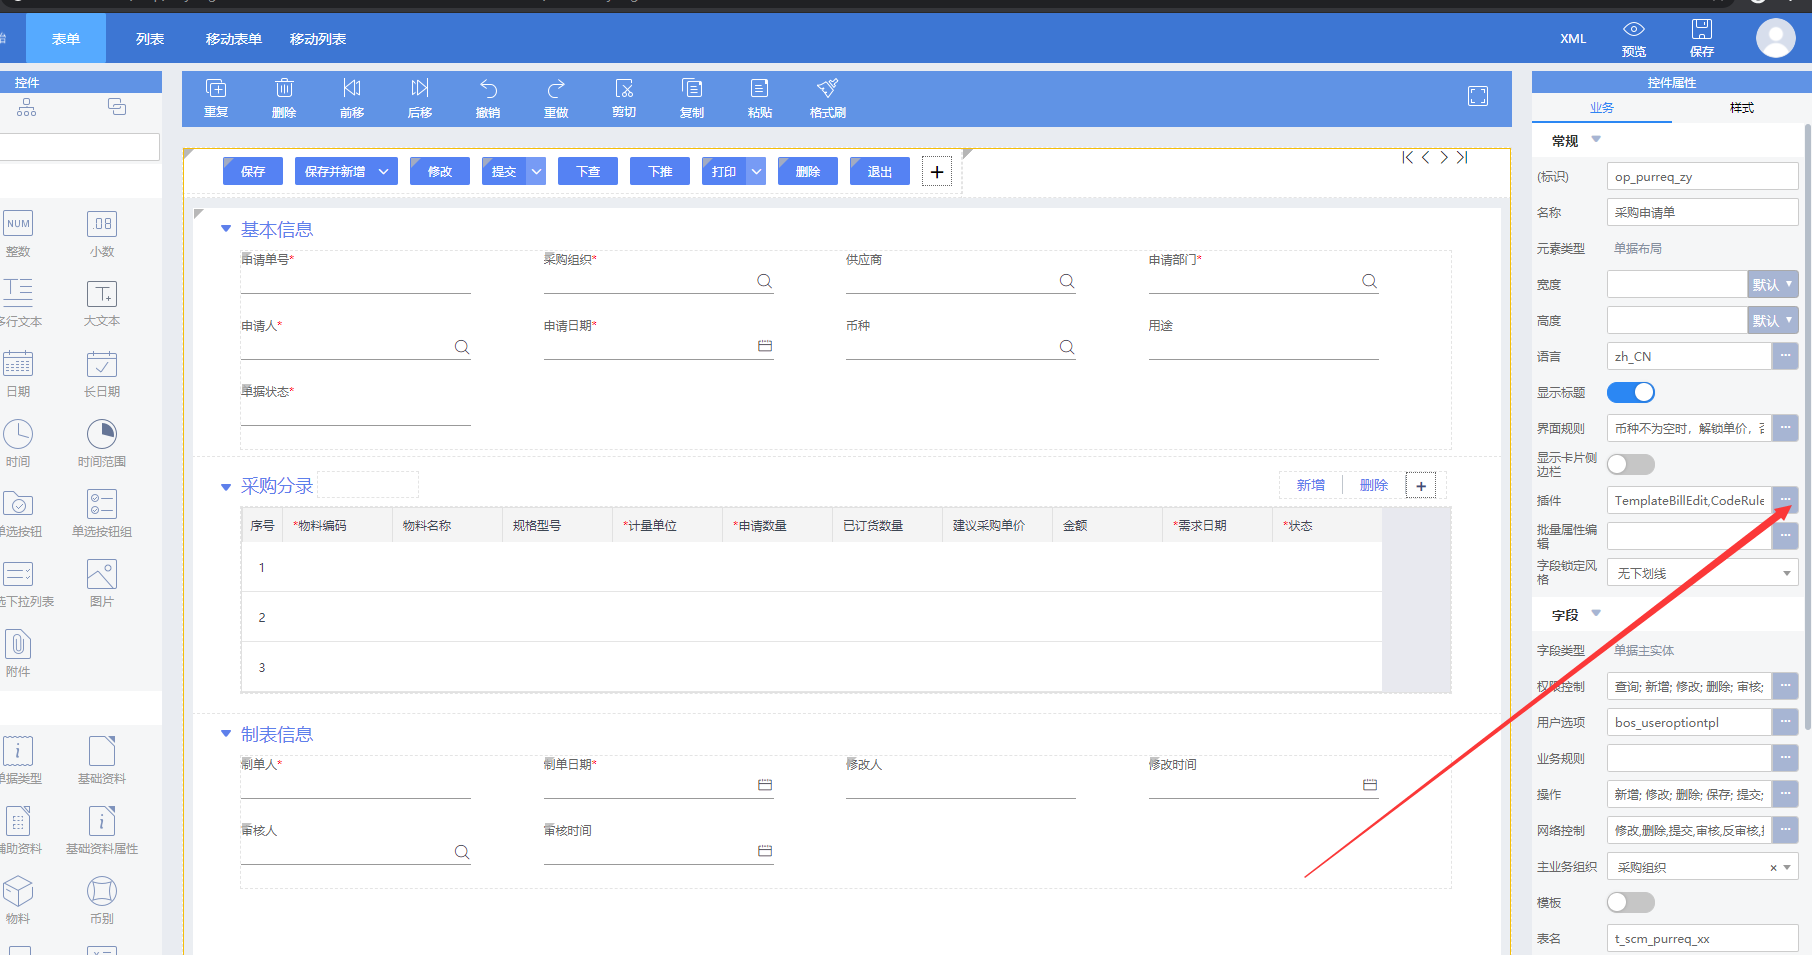 表单
列表
移动表单
移动列表
XML
预览
保存
控件
重复
删除
前移
后移
撤销
重做
剪切
复制
粘贴
格式刷
控件属性
业务
样式
保存
保存并新增
修改
提交
下查
下推
打印
删除
退出
+
基本信息
申请单号*
采购组织*
供应商
申请部门*
申请人*
申请日期*
币种
用途
单据状态*
采购分录
新增
删除
+
序号
*物料编码
物料名称
规格型号
*计量单位
*申请数量
已订货数量
建议采购单价
金额
*需求日期
*状态
1
2
3
制表信息
制单人*
制单日期*
修改人
修改时间
审核人
审核时间
NUM
整数
.08
小数
多行文本
大文本
日期
长日期
时间
时间范围
单选按钮
单选按钮组
选下拉列表
图片
附件
单据类型
基础资料
辅助资料
基础资料属性
物料
币别
常规
(标识)
op_purreq_zy
名称
采购申请单
元素类型
单据布局
宽度
默认
高度
默认
语言
zh_CN
显示标题
界面规则
币种不为空时，解锁单价，否
显示卡片侧
边栏
插件
TemplateBillEdit,CodeRule
批量属性编
辑
字段锁定风
格
无下划线
字段
字段类型
单据主实体
权限控制
查询; 新增; 修改; 删除; 审核;
用户选项
bos_useroptiontpl
业务规则
操作
新增; 修改; 删除; 保存; 提交;
网络控制
修改,删除,提交,审核,反审核,
主业务组织
采购组织
×
模板
表名
t_scm_purreq_xx